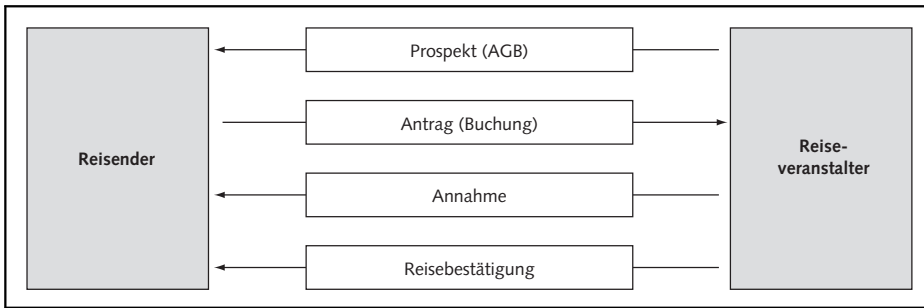 Prospekt (AGB)
Antrag (Buchung)
Reisender
Reise-
veranstalter
Annahme
Reisebestätigung